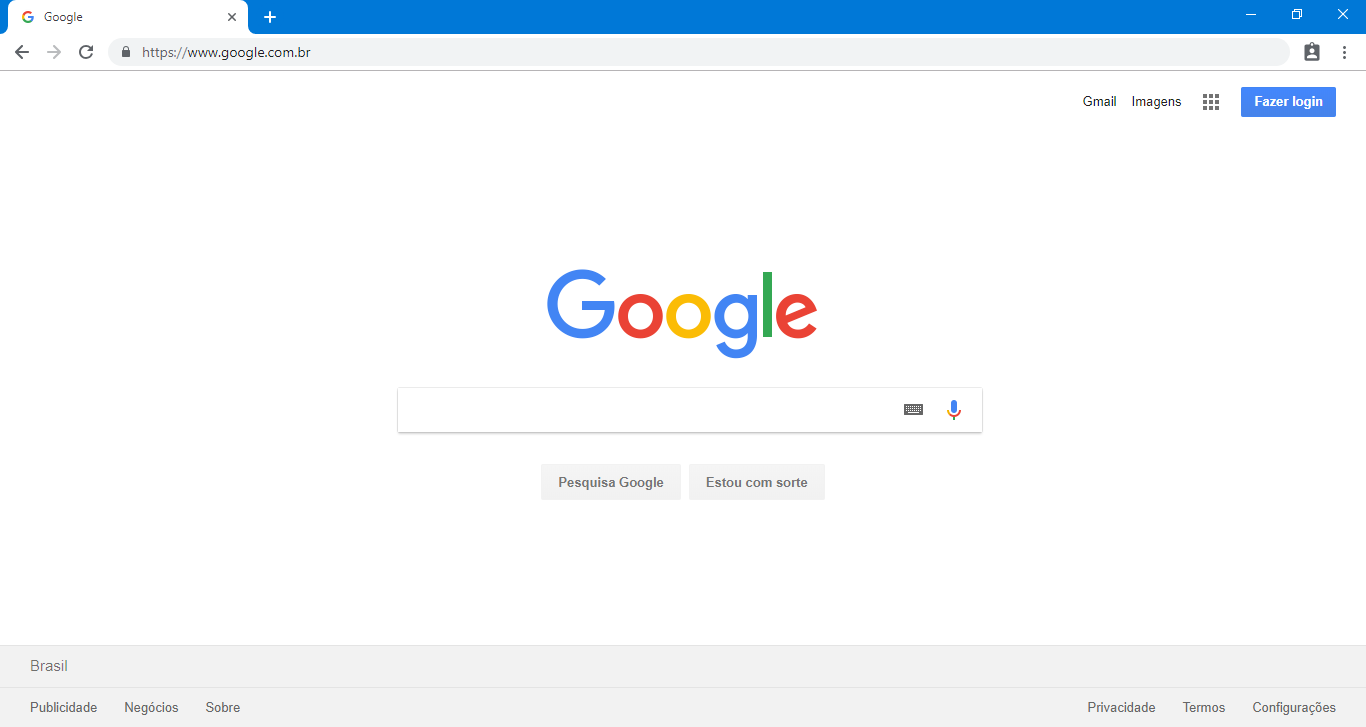 Google
https://www.google.com.br
Gmail Imagens Fazer login
Google
Pesquisa Google Estou com sorte
Brasil
Publicidade Negócios Sobre Privacidade Termos Configurações